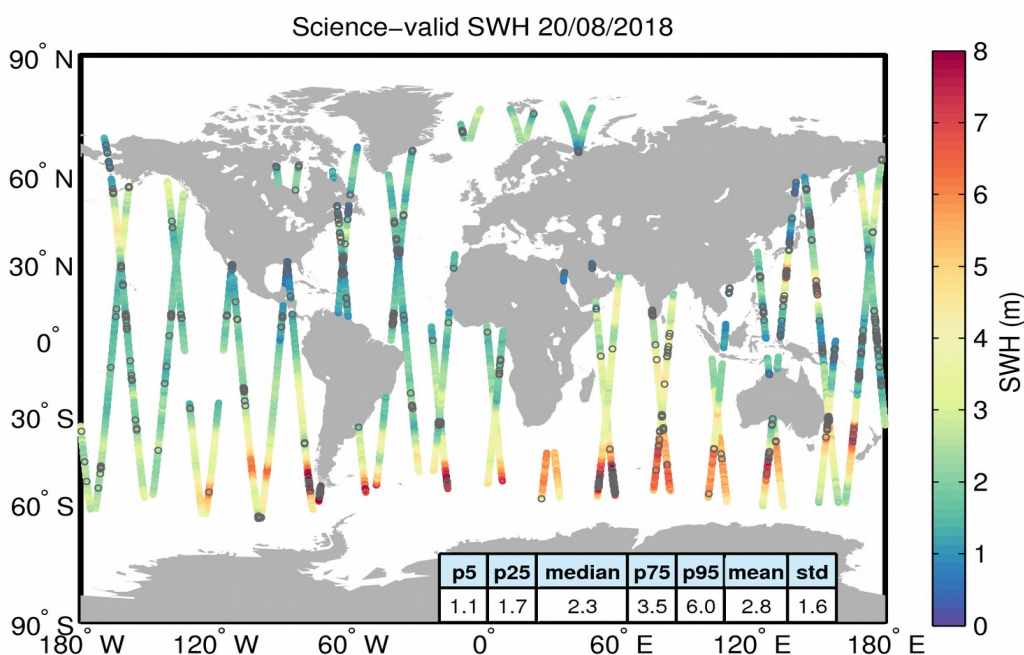 Science−valid SWH 20/08/2018
90° N
60° N
30° N
0°
30° S
60° S
90° S
180° W
120° W
60° W
0°
60° E
120° E
180° E
p5 p25 median p75 p95 mean std
1.1 1.7 2.3 3.5 6.0 2.8 1.6
8
7
6
5
4
3
2
1
0
SWH (m)